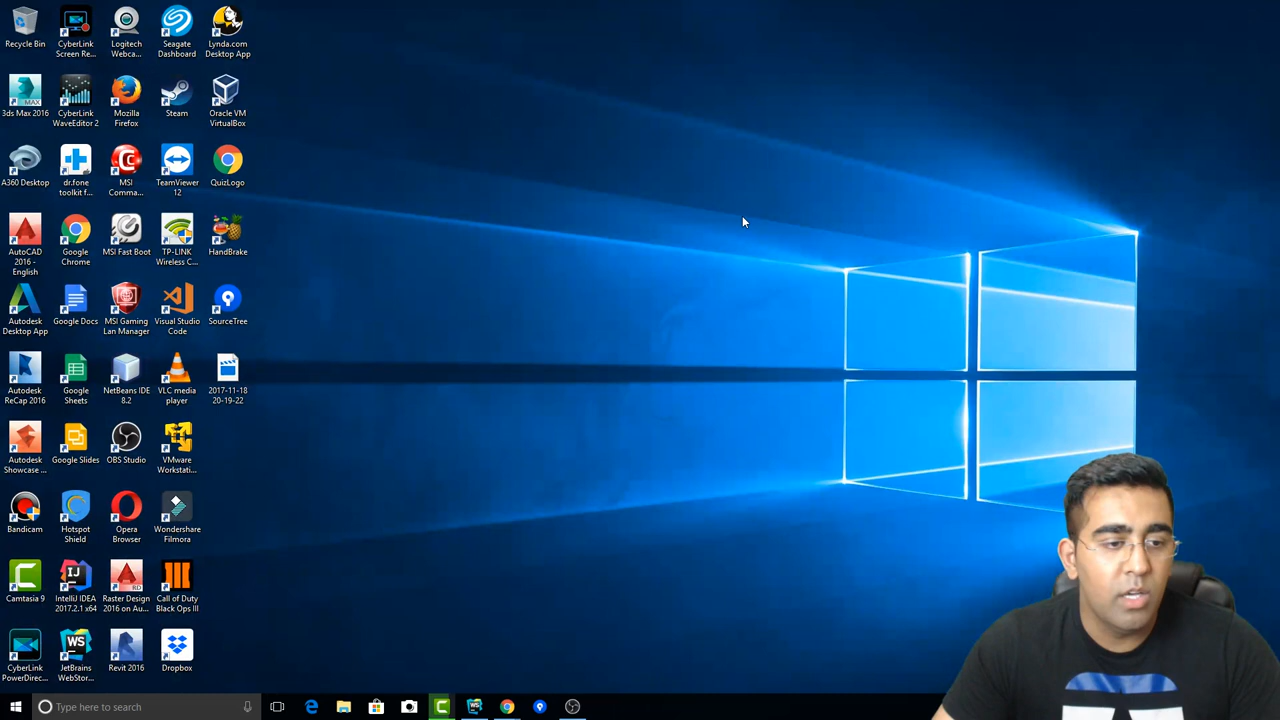 Recycle Bin
CyberLink
Screen Re...
Logitech
Webca...
Seagate
Dashboard
Lynda.com
Desktop App
MAX
3ds Max 2016
CyberLink
WaveEditor 2
Mozilla
Firefox
Steam
Oracle VM
VirtualBox
A360 Desktop
dr.fone
toolkit f...
MSI
Comma...
TeamViewer
12
QuizLogo
AutoCAD
2016 -
English
Google
Chrome
MSI Fast Boot
TP-LINK
Wireless C...
HandBrake
Autodesk
Desktop App
Google Docs
MSI Gaming
Lan Manager
Visual Studio
Code
SourceTree
Autodesk
ReCap 2016
Google
Sheets
NetBeans IDE
8.2
VLC media
player
2017-11-18
20-19-22
Autodesk
Showcase ...
Google Slides
OBS Studio
VMware
Workstati...
Bandicam
Hotspot
Shield
Opera
Browser
Wondershare
Filmora
Camtasia 9
IJ
IntelliJ IDEA
2017.2.1 x64
RD
Raster Design
2016 on Au...
Call of Duty
Black Ops III
CyberLink
PowerDirec...
WS
JetBrains
WebStor...
Revit 2016
Dropbox
Type here to search
WS